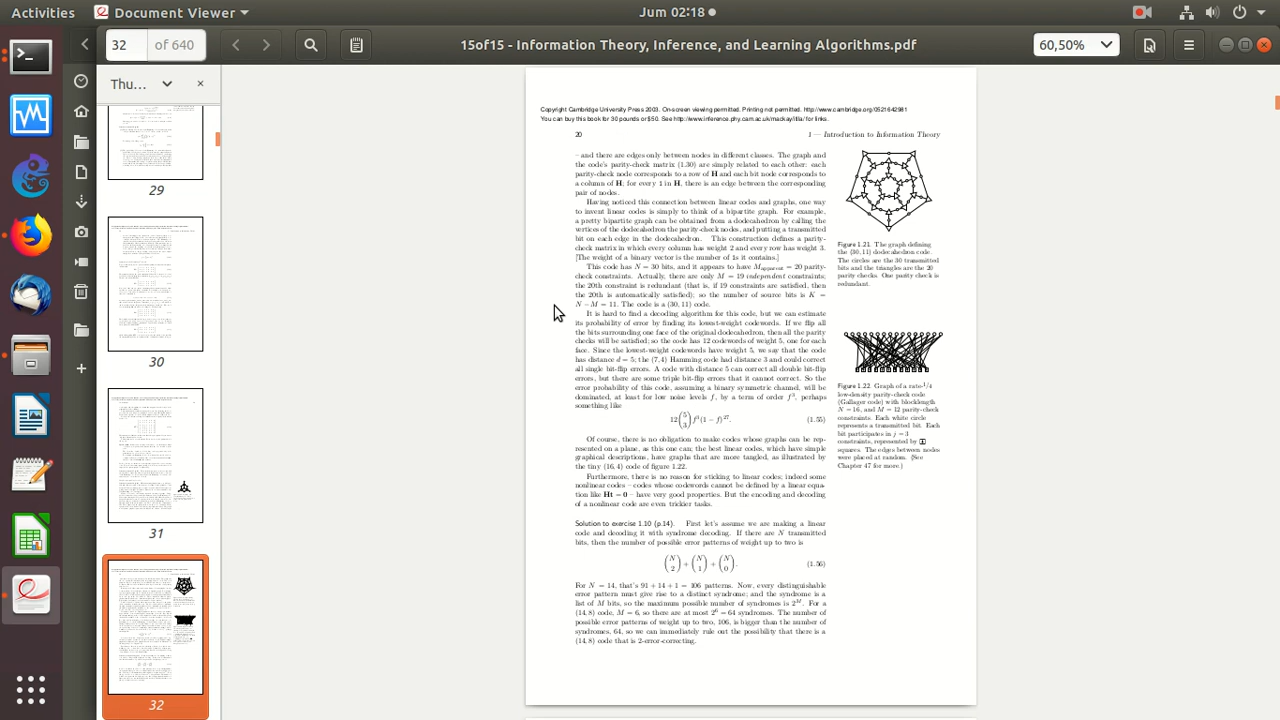 Activities
Document Viewer
Jum 02:18
32
of 640
15of15 - Information Theory, Inference, and Learning Algorithms.pdf
60,50%
Thu…
29
30
31
32
Copyright Cambridge University Press 2003. On-screen viewing permitted. Printing not permitted. http://www.cambridge.org/0521642981
You can buy this book for 30 pounds or $50. See http://www.inference.phy.cam.ac.uk/mackay/itila/ for links.
20
1 — Introduction to Information Theory
– and there are edges only between nodes in different classes. The graph and
the code's parity-check matrix (1.30) are simply related to each other: each
parity-check node corresponds to a row of H and each bit node corresponds to
a column of H; for every 1 in H, there is an edge between the corresponding
pair of nodes.
Having noticed this connection between linear codes and graphs, one way
to invent linear codes is simply to think of a bipartite graph. For example,
a pretty bipartite graph can be obtained from a dodecahedron by calling the
vertices of the dodecahedron the parity-check nodes, and putting a transmitted
bit on each edge in the dodecahedron. This construction defines a parity-
check matrix in which every column has weight 2 and every row has weight 3.
[The weight of a binary vector is the number of 1s it contains.]
This code has N = 30 bits, and it appears to have Mapparent = 20 parity-
check constraints. Actually, there are only M = 19 independent constraints;
the 20th constraint is redundant (that is, if 19 constraints are satisfied, then
the 20th is automatically satisfied); so the number of source bits is K =
N − M = 11. The code is a (30, 11) code.
It is hard to find a decoding algorithm for this code, but we can estimate
its probability of error by finding its lowest-weight codewords. If we flip all
the bits surrounding one face of the original dodecahedron, then all the parity
checks will be satisfied; so the code has 12 codewords of weight 5, one for each
face. Since the lowest-weight codewords have weight 5, we say that the code
has distance d = 5; the (7, 4) Hamming code had distance 3 and could correct
all single bit-flip errors. A code with distance 5 can correct all double bit-flip
errors, but there are some triple bit-flip errors that it cannot correct. So the
error probability of this code, assuming a binary symmetric channel, will be
dominated, at least for low noise levels f, by a term of order f³, perhaps
something like
12 (5 3) f³(1 − f)²⁷. (1.55)
Of course, there is no obligation to make codes whose graphs can be rep-
resented on a plane, as this one can; the best linear codes, which have simple
graphical descriptions, have graphs that are more tangled, as illustrated by
the tiny (16, 4) code of figure 1.22.
Furthermore, there is no reason for sticking to linear codes; indeed some
nonlinear codes – codes whose codewords cannot be defined by a linear equa-
tion like Ht = 0 – have very good properties. But the encoding and decoding
of a nonlinear code are even trickier tasks.
Solution to exercise 1.10 (p.14). First let's assume we are making a linear
code and decoding it with syndrome decoding. If there are N transmitted
bits, then the number of possible error patterns of weight up to two is
(N 2) + (N 1) + (N 0). (1.56)
For N = 14, that's 91 + 14 + 1 = 106 patterns. Now, every distinguishable
error pattern must give rise to a distinct syndrome; and the syndrome is a
list of M bits, so the maximum possible number of syndromes is 2ᴹ. For a
(14, 8) code, M = 6, so there are at most 2⁶ = 64 syndromes. The number of
possible error patterns of weight up to two, 106, is bigger than the number of
syndromes, 64, so we can immediately rule out the possibility that there is a
(14, 8) code that is 2-error-correcting.
Figure 1.21. The graph defining
the (30, 11) dodecahedron code.
The circles are the 30 transmitted
bits and the triangles are the 20
parity checks. One parity check is
redundant.
Figure 1.22. Graph of a rate-1/4
low-density parity-check code
(Gallager code) with blocklength
N = 16, and M = 12 parity-check
constraints. Each white circle
represents a transmitted bit. Each
bit participates in j = 3
constraints, represented by
squares. The edges between nodes
were placed at random. (See
Chapter 47 for more.)